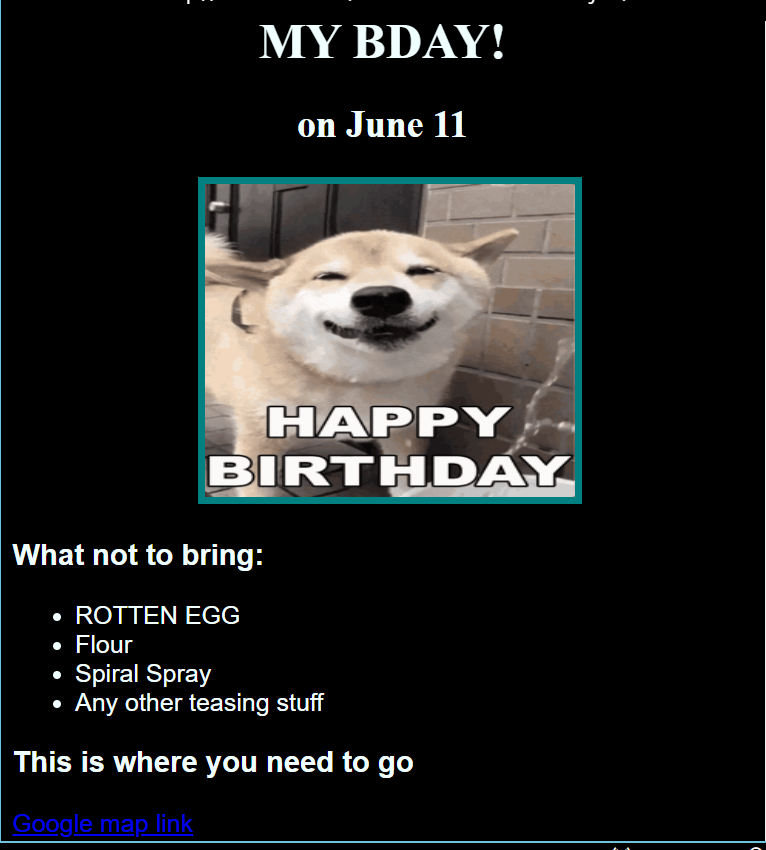 MY BDAY!
on June 11
HAPPY
BIRTHDAY
What not to bring:
ROTTEN EGG
Flour
Spiral Spray
Any other teasing stuff
This is where you need to go
Google map link